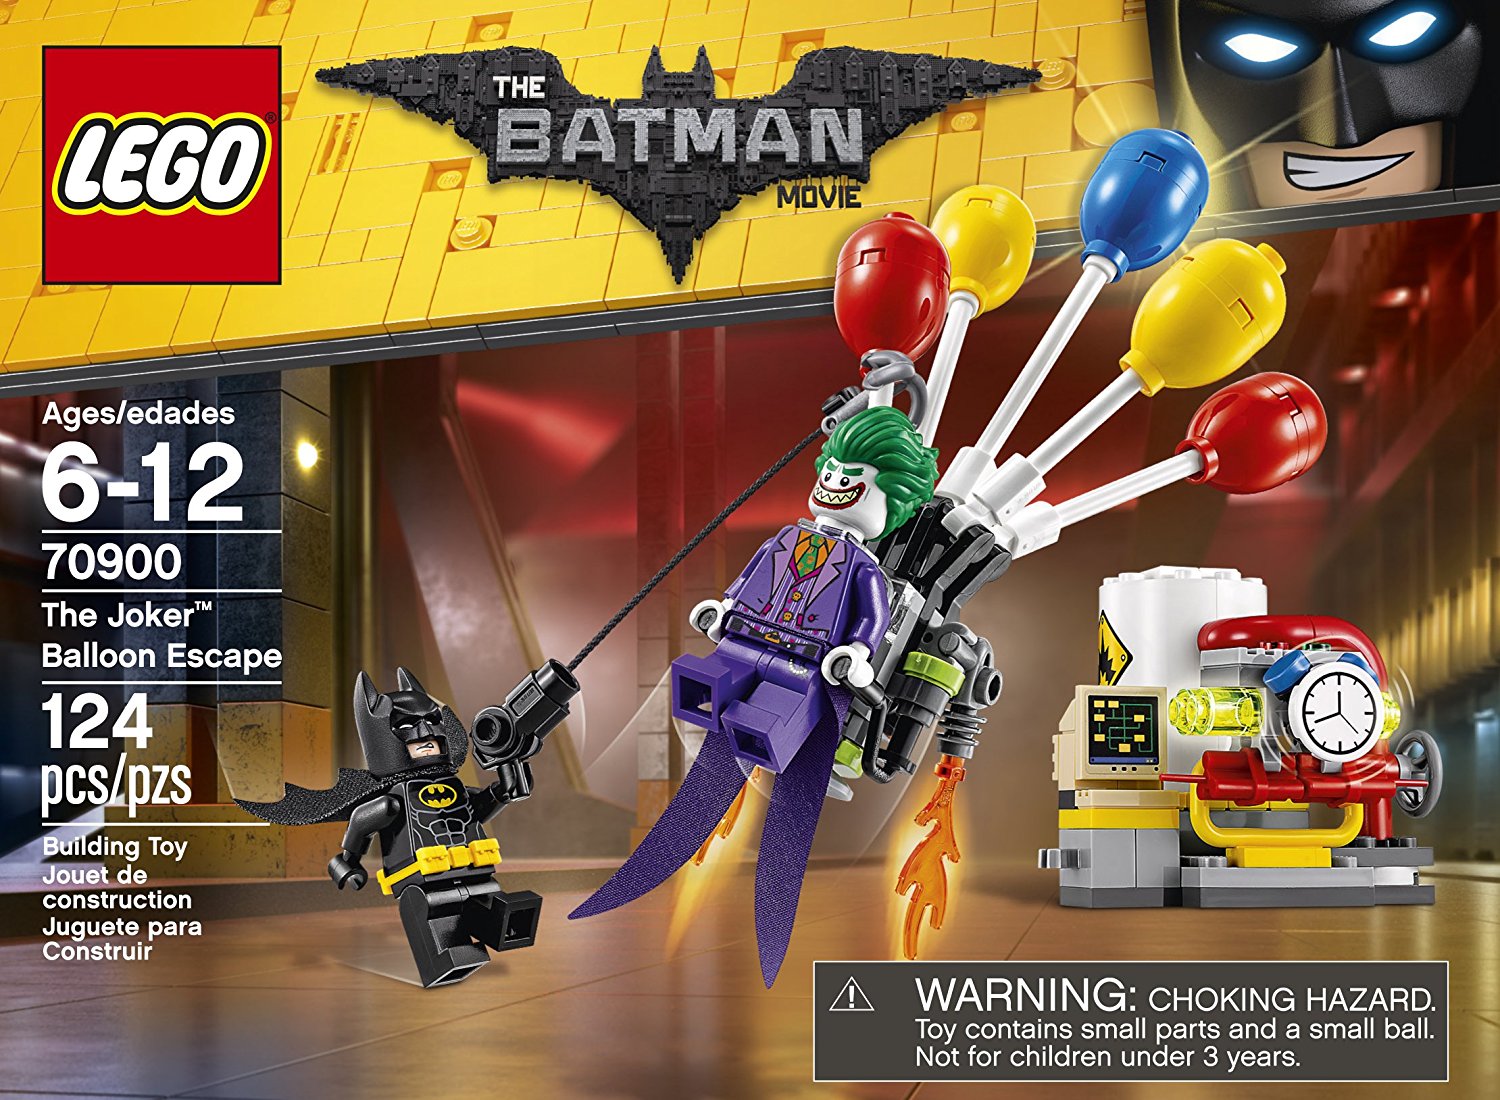 LEGO®
THE
BATMAN
MOVIE
Ages/edades
6-12
70900
The Joker™
Balloon Escape
124
pcs/pzs
Building Toy
Jouet de
construction
Juguete para
Construir
WARNING: CHOKING HAZARD.
Toy contains small parts and a small ball.
Not for children under 3 years.